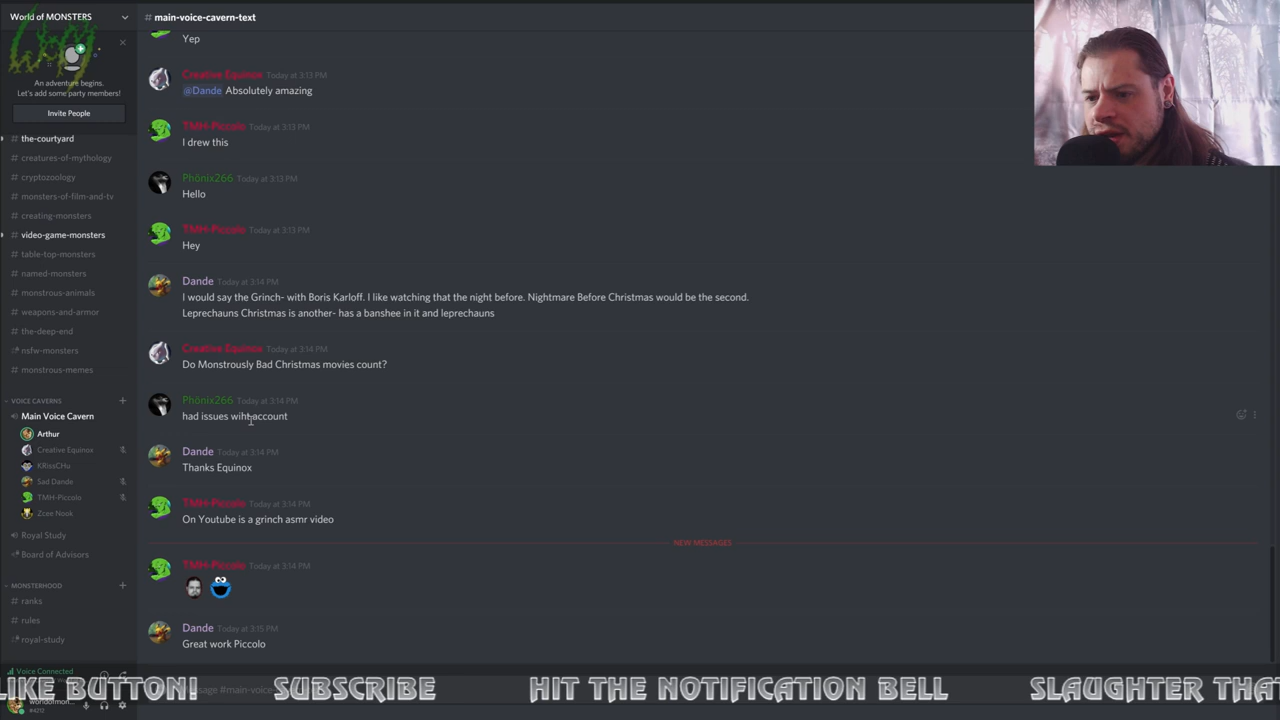 World of MONSTERS
# main-voice-cavern-text
An adventure begins.
Let's add some party members!
Invite People
# the-courtyard
# creatures-of-mythology
# cryptozoology
# monsters-of-film-and-tv
# creating-monsters
# video-game-monsters
# table-top-monsters
# named-monsters
# monstrous-animals
# weapons-and-armor
# the-deep-end
nsfw-monsters
# monstrous-memes
VOICE CAVERNS
Main Voice Cavern
Arthur
Creative Equinox
KRissCHu
Sad Dande
TMH-Piccolo
Zcee Nook
Royal Study
Board of Advisors
MONSTERHOOD
# ranks
# rules
royal-study
Voice Connected
#4212
Yep
Creative Equinox Today at 3:13 PM
@Dande Absolutely amazing
TMH-Piccolo Today at 3:13 PM
I drew this
Phönix266 Today at 3:13 PM
Hello
TMH-Piccolo Today at 3:13 PM
Hey
Dande Today at 3:14 PM
I would say the Grinch- with Boris Karloff. I like watching that the night before. Nightmare Before Christmas would be the second.
Leprechauns Christmas is another- has a banshee in it and leprechauns
Creative Equinox Today at 3:14 PM
Do Monstrously Bad Christmas movies count?
Phönix266 Today at 3:14 PM
had issues wiht account
Dande Today at 3:14 PM
Thanks Equinox
TMH-Piccolo Today at 3:14 PM
On Youtube is a grinch asmr video
NEW MESSAGES
TMH-Piccolo Today at 3:14 PM
Dande Today at 3:15 PM
Great work Piccolo
LIKE BUTTON! SUBSCRIBE HIT THE NOTIFICATION BELL SLAUGHTER THAT